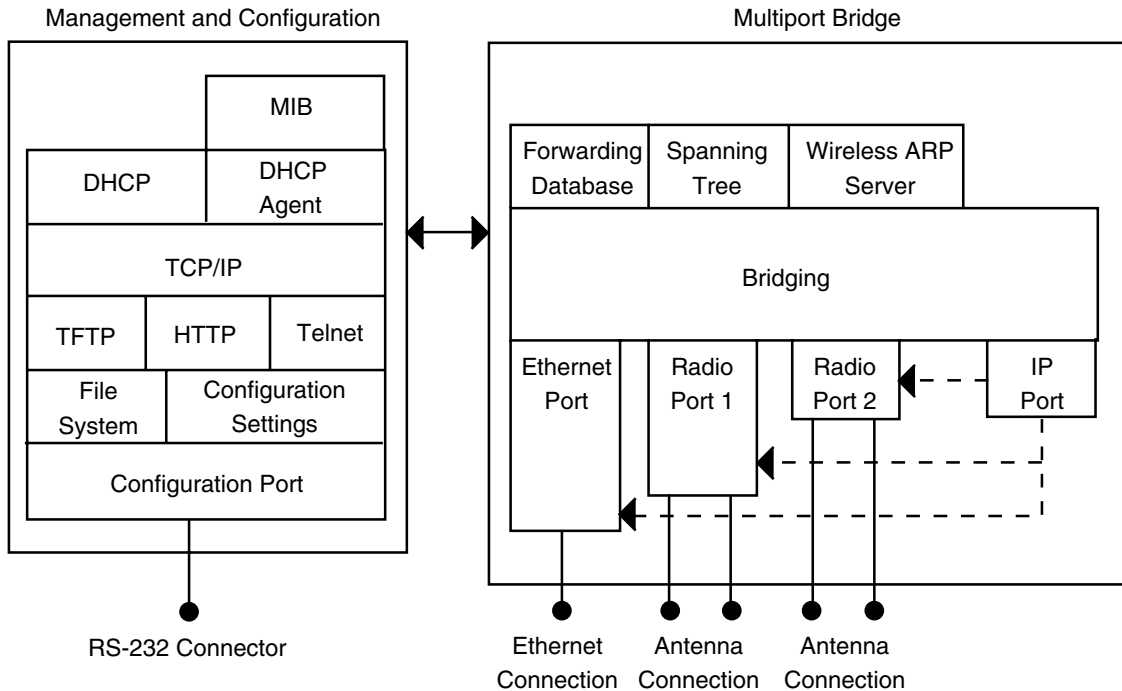 Management and Configuration
Multiport Bridge
MIB
DHCP
DHCP
Agent
TCP/IP
TFTP
HTTP
Telnet
File
System
Configuration
Settings
Configuration Port
RS-232 Connector
Forwarding
Database
Spanning
Tree
Wireless ARP
Server
Bridging
Ethernet
Port
Radio
Port 1
Radio
Port 2
IP
Port
Ethernet
Connection
Antenna
Connection
Antenna
Connection